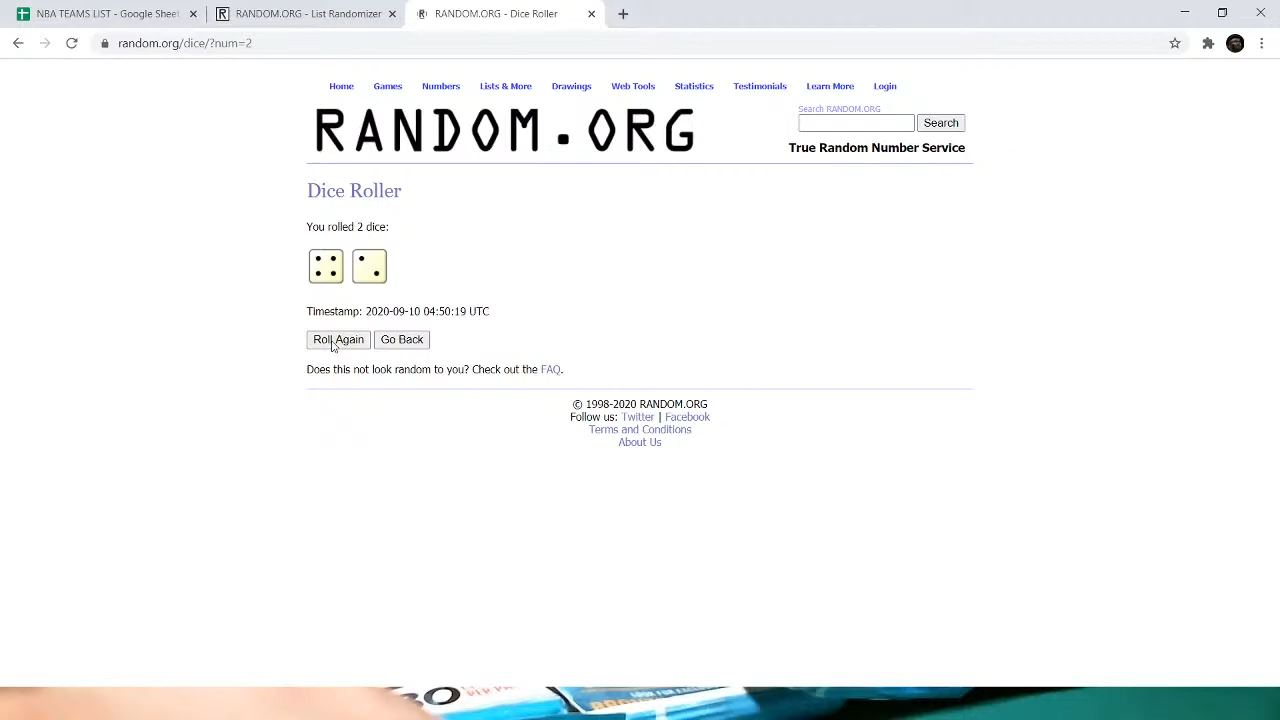 NBA TEAMS LIST - Google Sheet
RANDOM.ORG - List Randomizer
RANDOM.ORG - Dice Roller
random.org/dice/?num=2
Home Games Numbers Lists & More Drawings Web Tools Statistics Testimonials Learn More Login
RANDOM.ORG
Search RANDOM.ORG
Search
True Random Number Service
Dice Roller
You rolled 2 dice:
Timestamp: 2020-09-10 04:50:19 UTC
Roll Again Go Back
Does this not look random to you? Check out the FAQ.
© 1998-2020 RANDOM.ORG
Follow us: Twitter | Facebook
Terms and Conditions
About Us